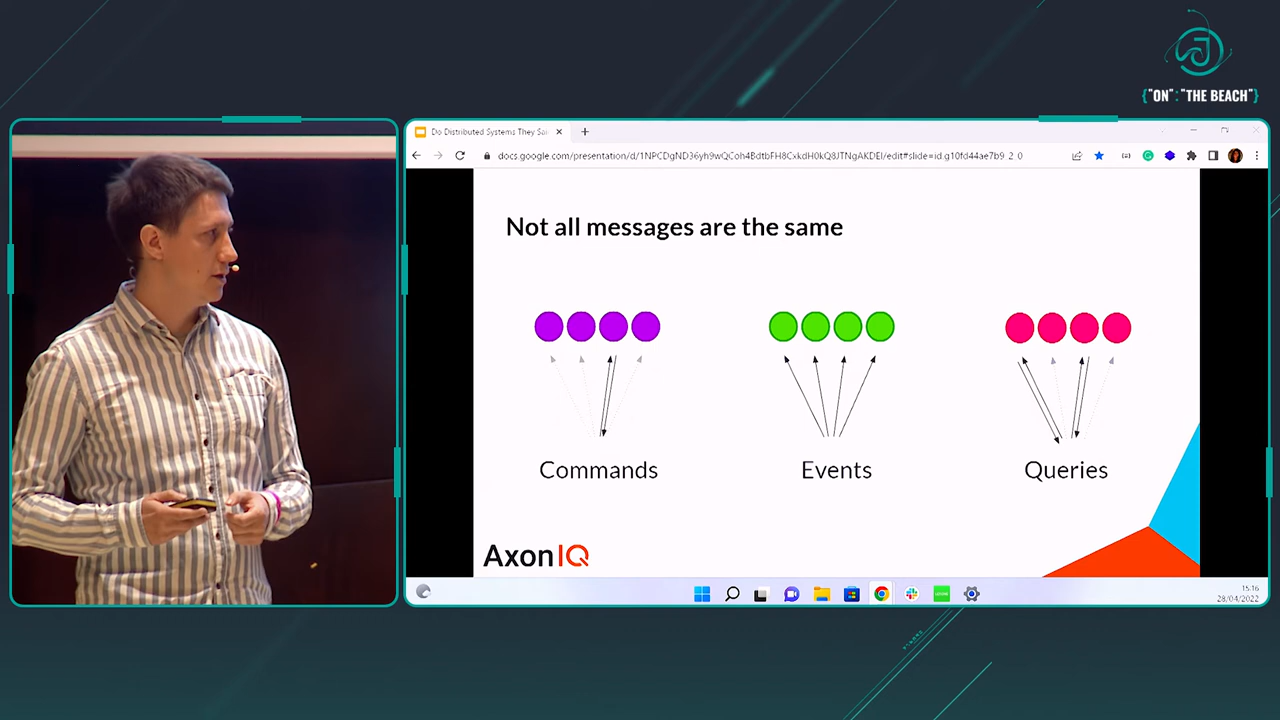 {"ON":"THE BEACH"}
Do Distributed Systems They Sa
docs.google.com/presentation/d/1NPCDgND36yh9wQCoh4BdtbFH8CxkdH0kQ8JTNgAKDEI/edit#slide=id.g10fd44ae7b9_2_0
Not all messages are the same
Commands
Events
Queries
AxonIQ
15:16
28/04/2022